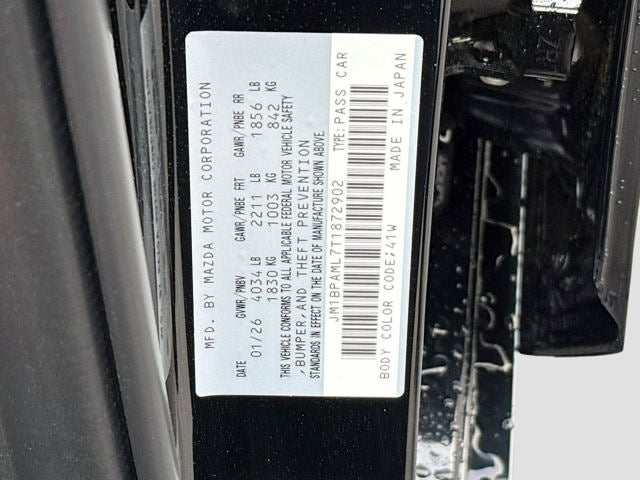 MFD. BY MAZDA MOTOR CORPORATION
DATE GVWR/PNBV GAWR/PNBE FRT GAWR/PNBE RR
01/26 4034 LB 2211 LB 1856 LB
1830 KG 1003 KG 842 KG
THIS VEHICLE CONFORMS TO ALL APPLICABLE FEDERAL MOTOR VEHICLE SAFETY
,BUMPER,AND THEFT PREVENTION
STANDARDS IN EFFECT ON THE DATE OF MANUFACTURE SHOWN ABOVE.
JM1BPAML7T1872902 TYPE:PASS CAR
BODY COLOR CODE;41W MADE IN JAPAN